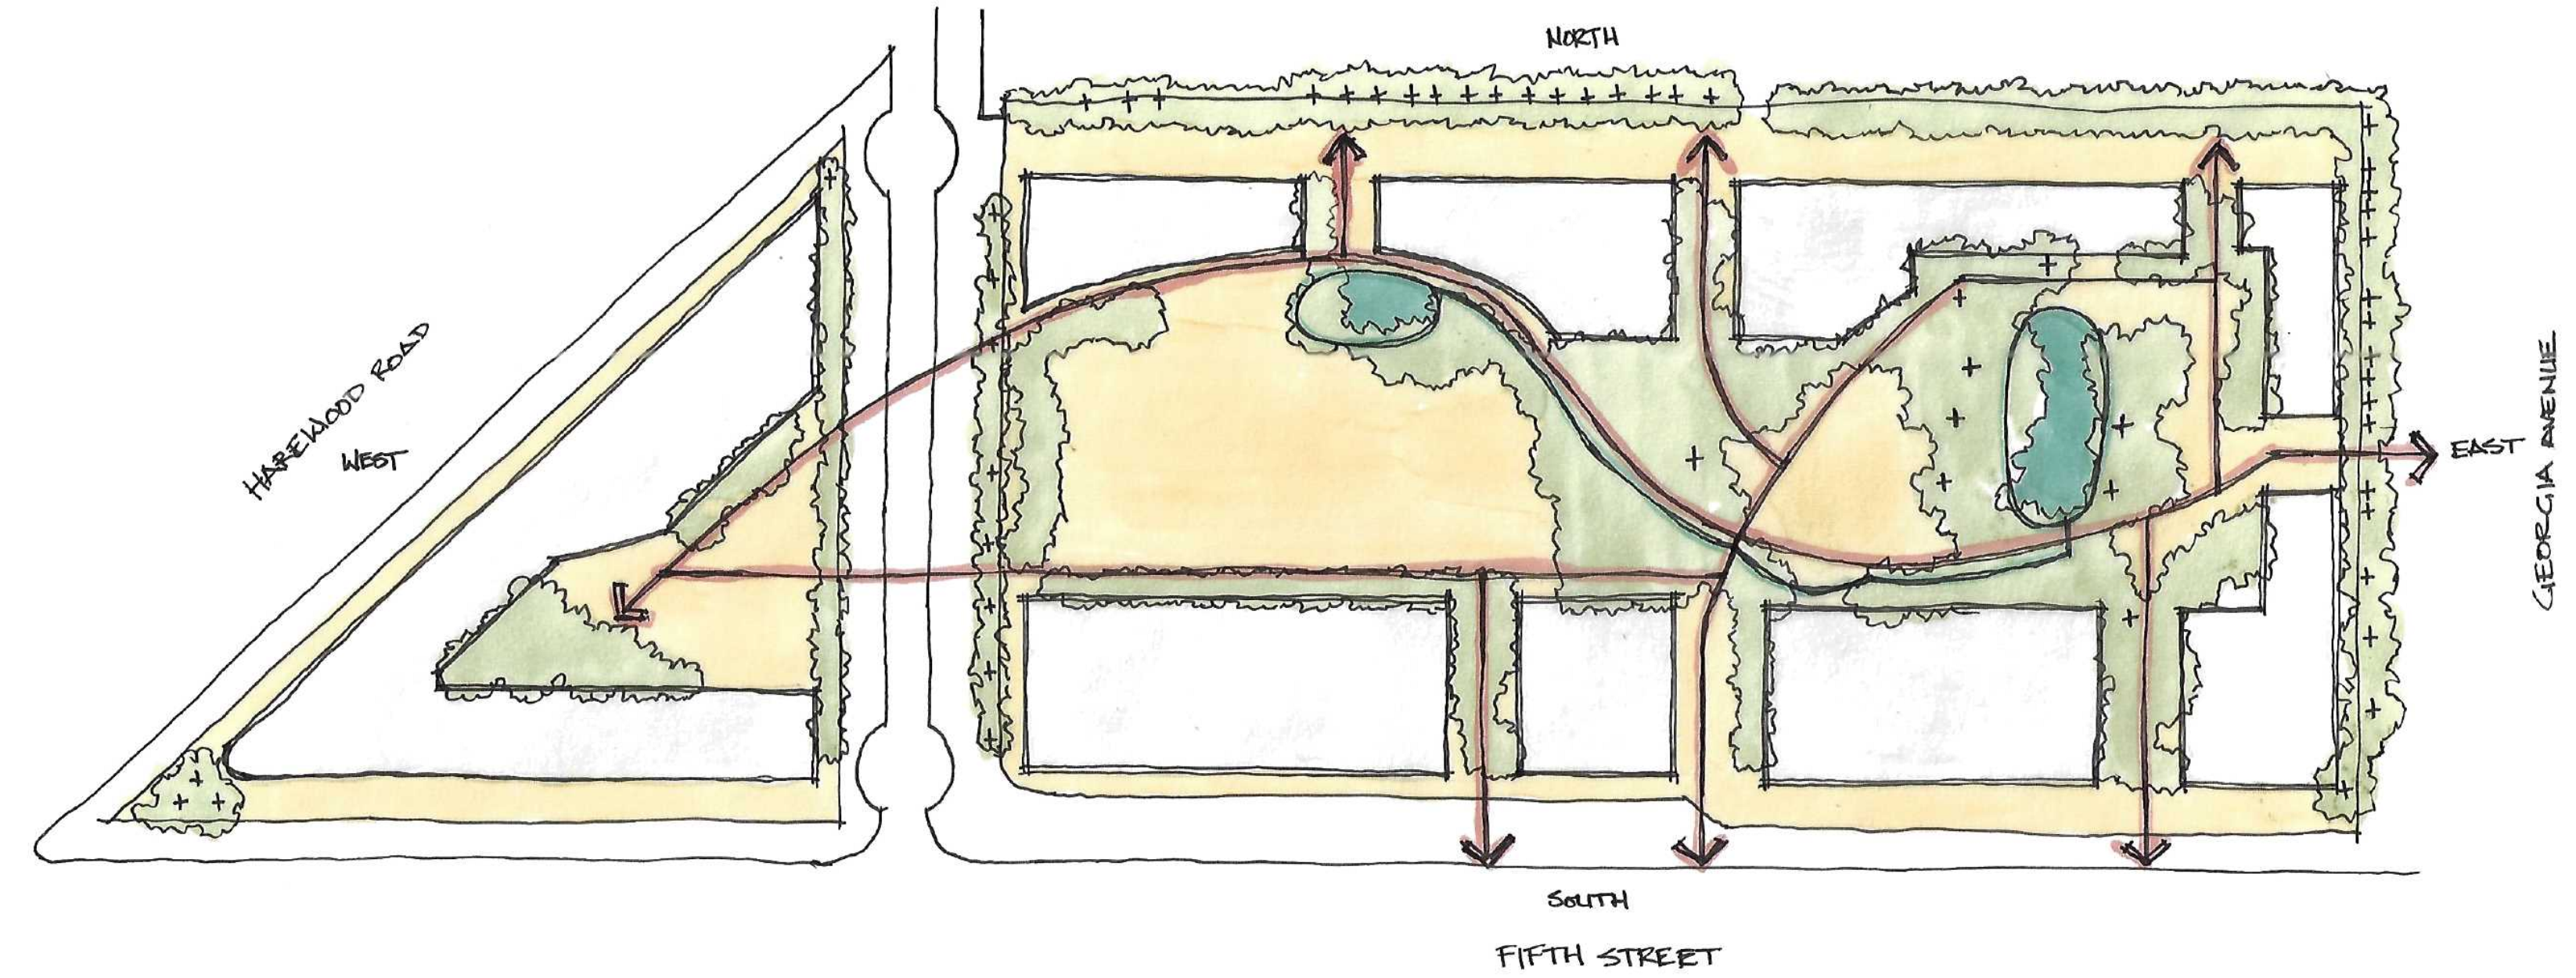 NORTH
HAREWOOD ROAD
WEST
EAST
GEORGIA AVENUE
SOUTH
FIFTH STREET